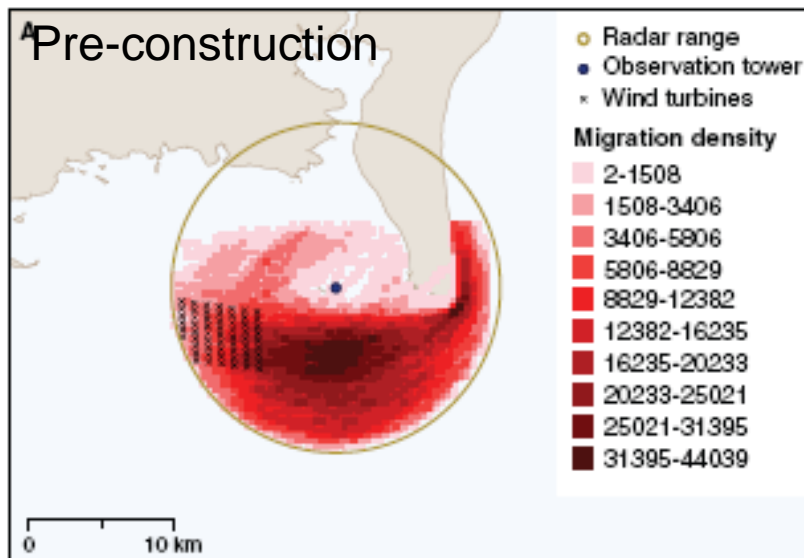 A
Pre-construction
Radar range
Observation tower
Wind turbines
Migration density
2-1508
1508-3406
3406-5806
5806-8829
8829-12382
12382-16235
16235-20233
20233-25021
25021-31395
31395-44039
0 10 km